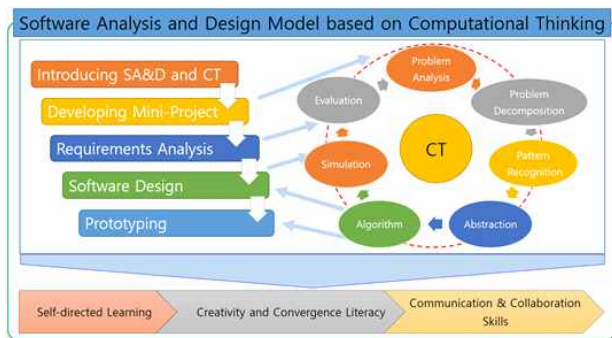 Software Analysis and Design Model based on Computational Thinking
Introducing SA&D and CT
Developing Mini-Project
Requirements Analysis
Software Design
Prototyping
Problem
Analysis
Problem
Decomposition
Pattern
Recognition
Abstraction
Algorithm
Simulation
Evaluation
CT
Self-directed Learning
Creativity and Convergence Literacy
Communication & Collaboration
Skills